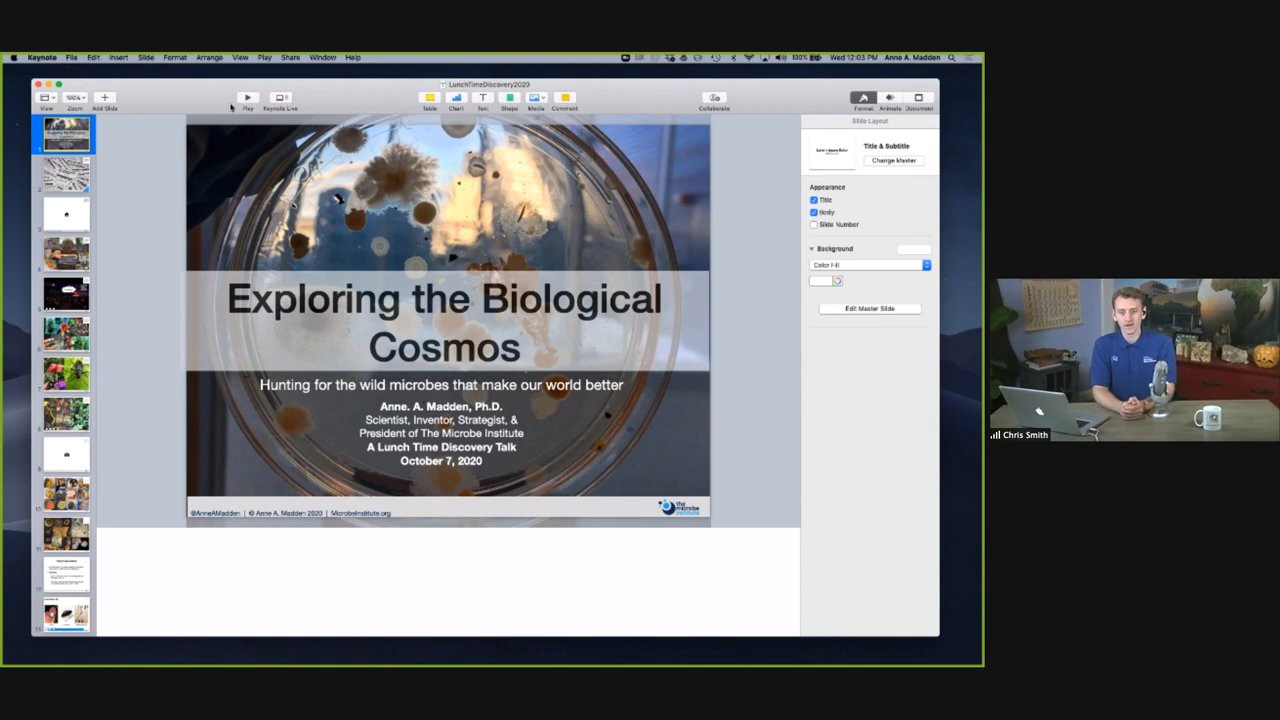 Keynote File Edit Insert Slide Format Arrange View Play Share Window Help
100% Wed 12:03 PM Anne A. Madden
LunchTimeDiscovery2020
100%
View Zoom Add Slide Play Keynote Live Table Chart Text Shape Media Comment Collaborate Format Animate Document
Slide Layout
Title & Subtitle
Change Master
Appearance
Title
Body
Slide Number
Background
Color Fill
Edit Master Slide
Exploring the Biological
Cosmos
Hunting for the wild microbes that make our world better
Anne. A. Madden, Ph.D.
Scientist, Inventor, Strategist, &
President of The Microbe Institute
A Lunch Time Discovery Talk
October 7, 2020
@AnneAMadden | © Anne A. Madden 2020 | MicrobeInstitute.org
the
microbe
institute
Chris Smith